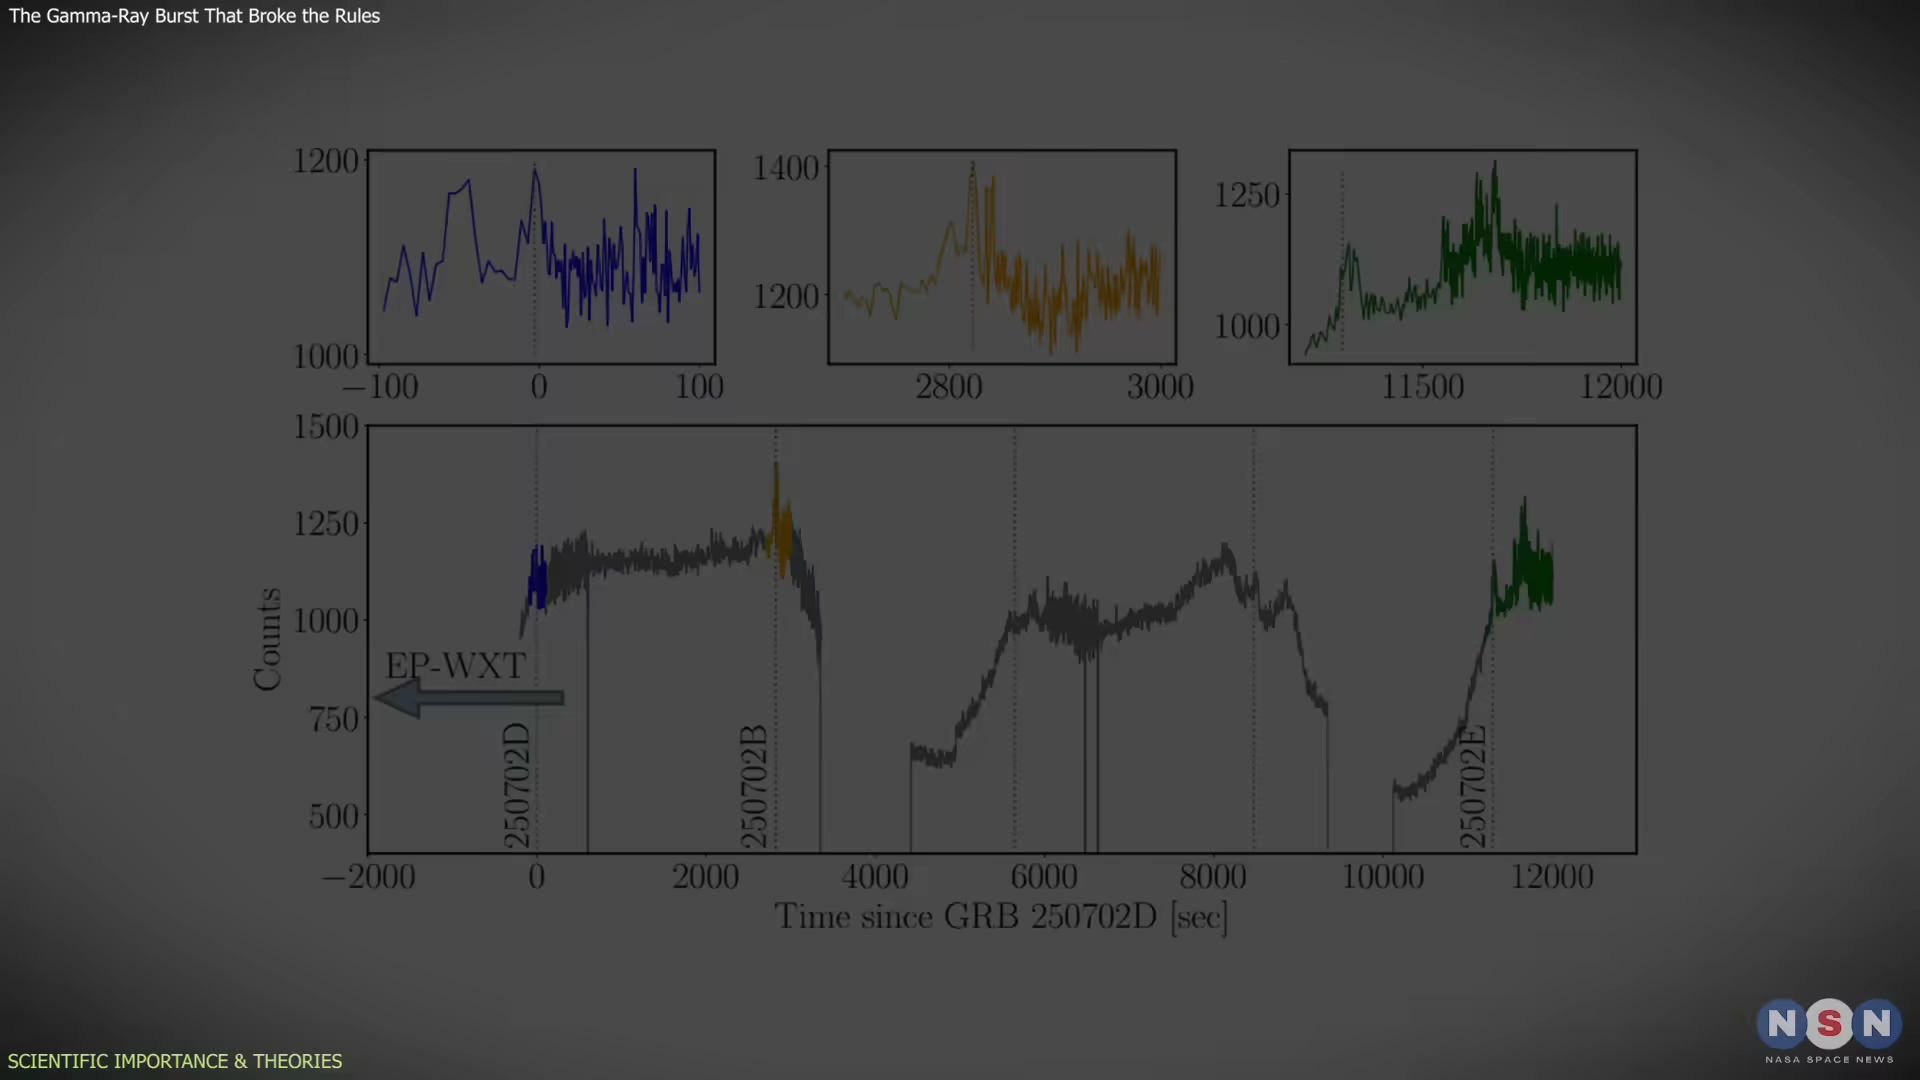 The Gamma-Ray Burst That Broke the Rules
1200
1000
−100
0
100
1400
1200
2800
3000
1250
1000
11500
12000
1500
1250
1000
750
500
Counts
EP-WXT
250702D
250702B
250702E
−2000
0
2000
4000
6000
8000
10000
12000
Time since GRB 250702D [sec]
NSN
NASA SPACE NEWS
SCIENTIFIC IMPORTANCE & THEORIES